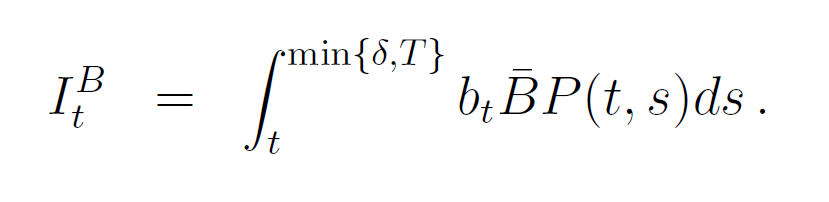 $I_t^B = \int_t^{\min\{\delta,T\}} b_t \bar{B} P(t,s) ds\,.$